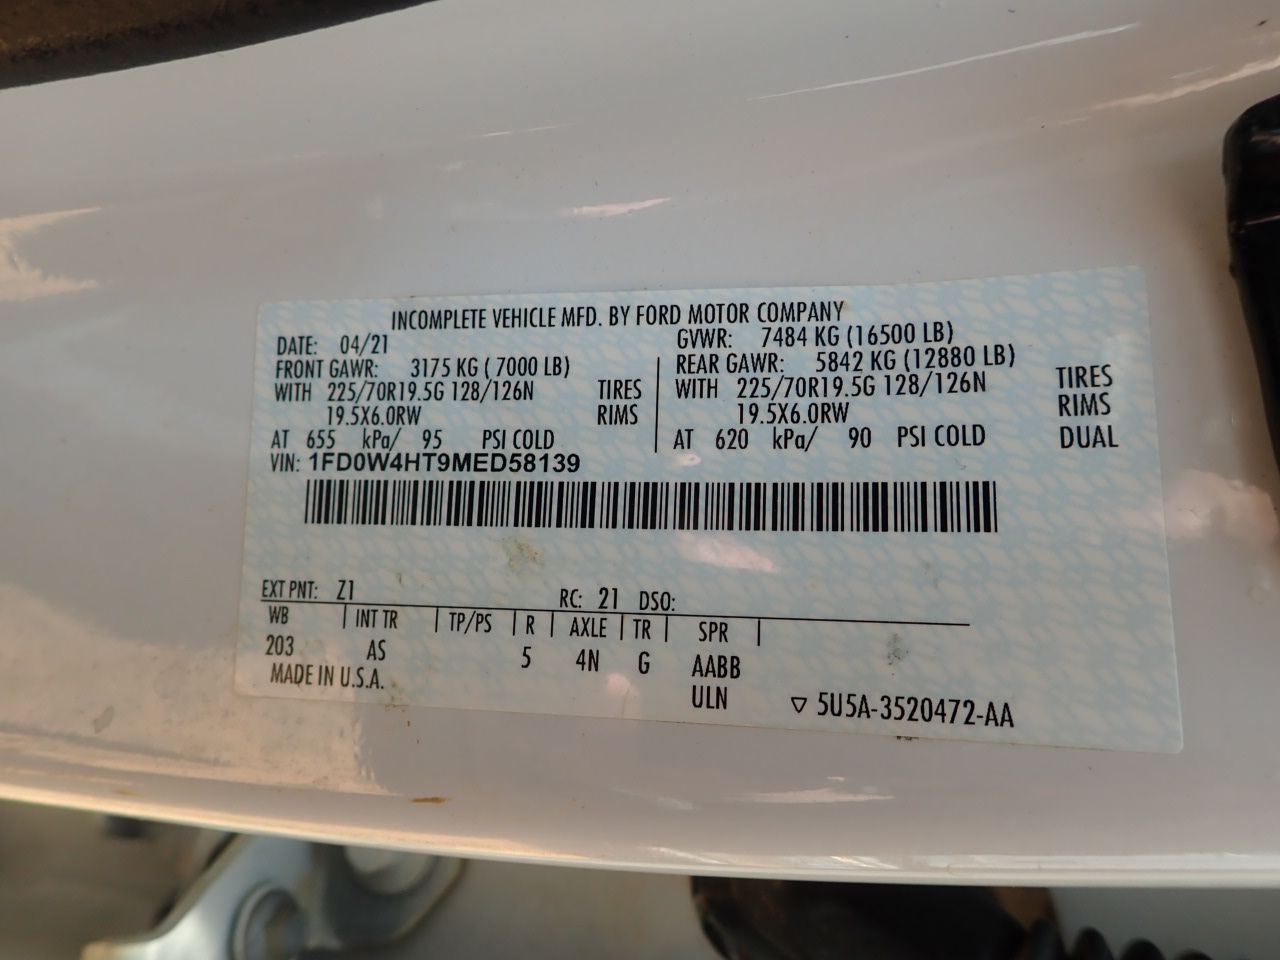 INCOMPLETE VEHICLE MFD. BY FORD MOTOR COMPANY
DATE: 04/21
FRONT GAWR: 3175 KG ( 7000 LB)
WITH 225/70R19.5G 128/126N TIRES
19.5X6.0RW RIMS
AT 655 kPa/ 95 PSI COLD
GVWR: 7484 KG (16500 LB)
REAR GAWR: 5842 KG (12880 LB)
WITH 225/70R19.5G 128/126N TIRES
19.5X6.0RW RIMS
AT 620 kPa/ 90 PSI COLD DUAL
VIN: 1FD0W4HT9MED58139
EXT PNT: Z1 RC: 21 DSO:
WB INT TR TP/PS R AXLE TR SPR
203 AS 5 4N G AABB
MADE IN U.S.A. ULN ▽ 5U5A-3520472-AA